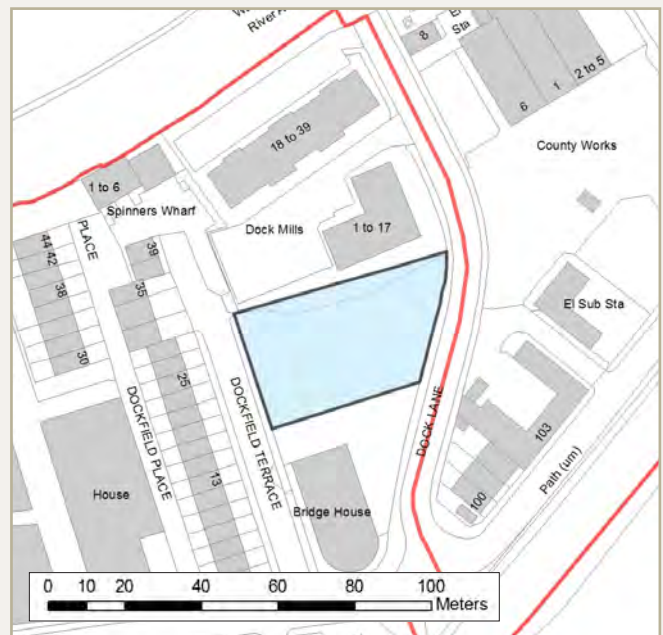 River A
El
Sta
8
6
1
2 to 5
18 to 39
County Works
1 to 6
Spinners Wharf
Dock Mills
1 to 17
PLACE
44 42
38
30
39
35
25
13
El Sub Sta
DOCKFIELD PLACE
DOCKFIELD TERRACE
DOCK LANE
103
100
Path (um)
House
Bridge House
0 10 20 40 60 80 100
Meters